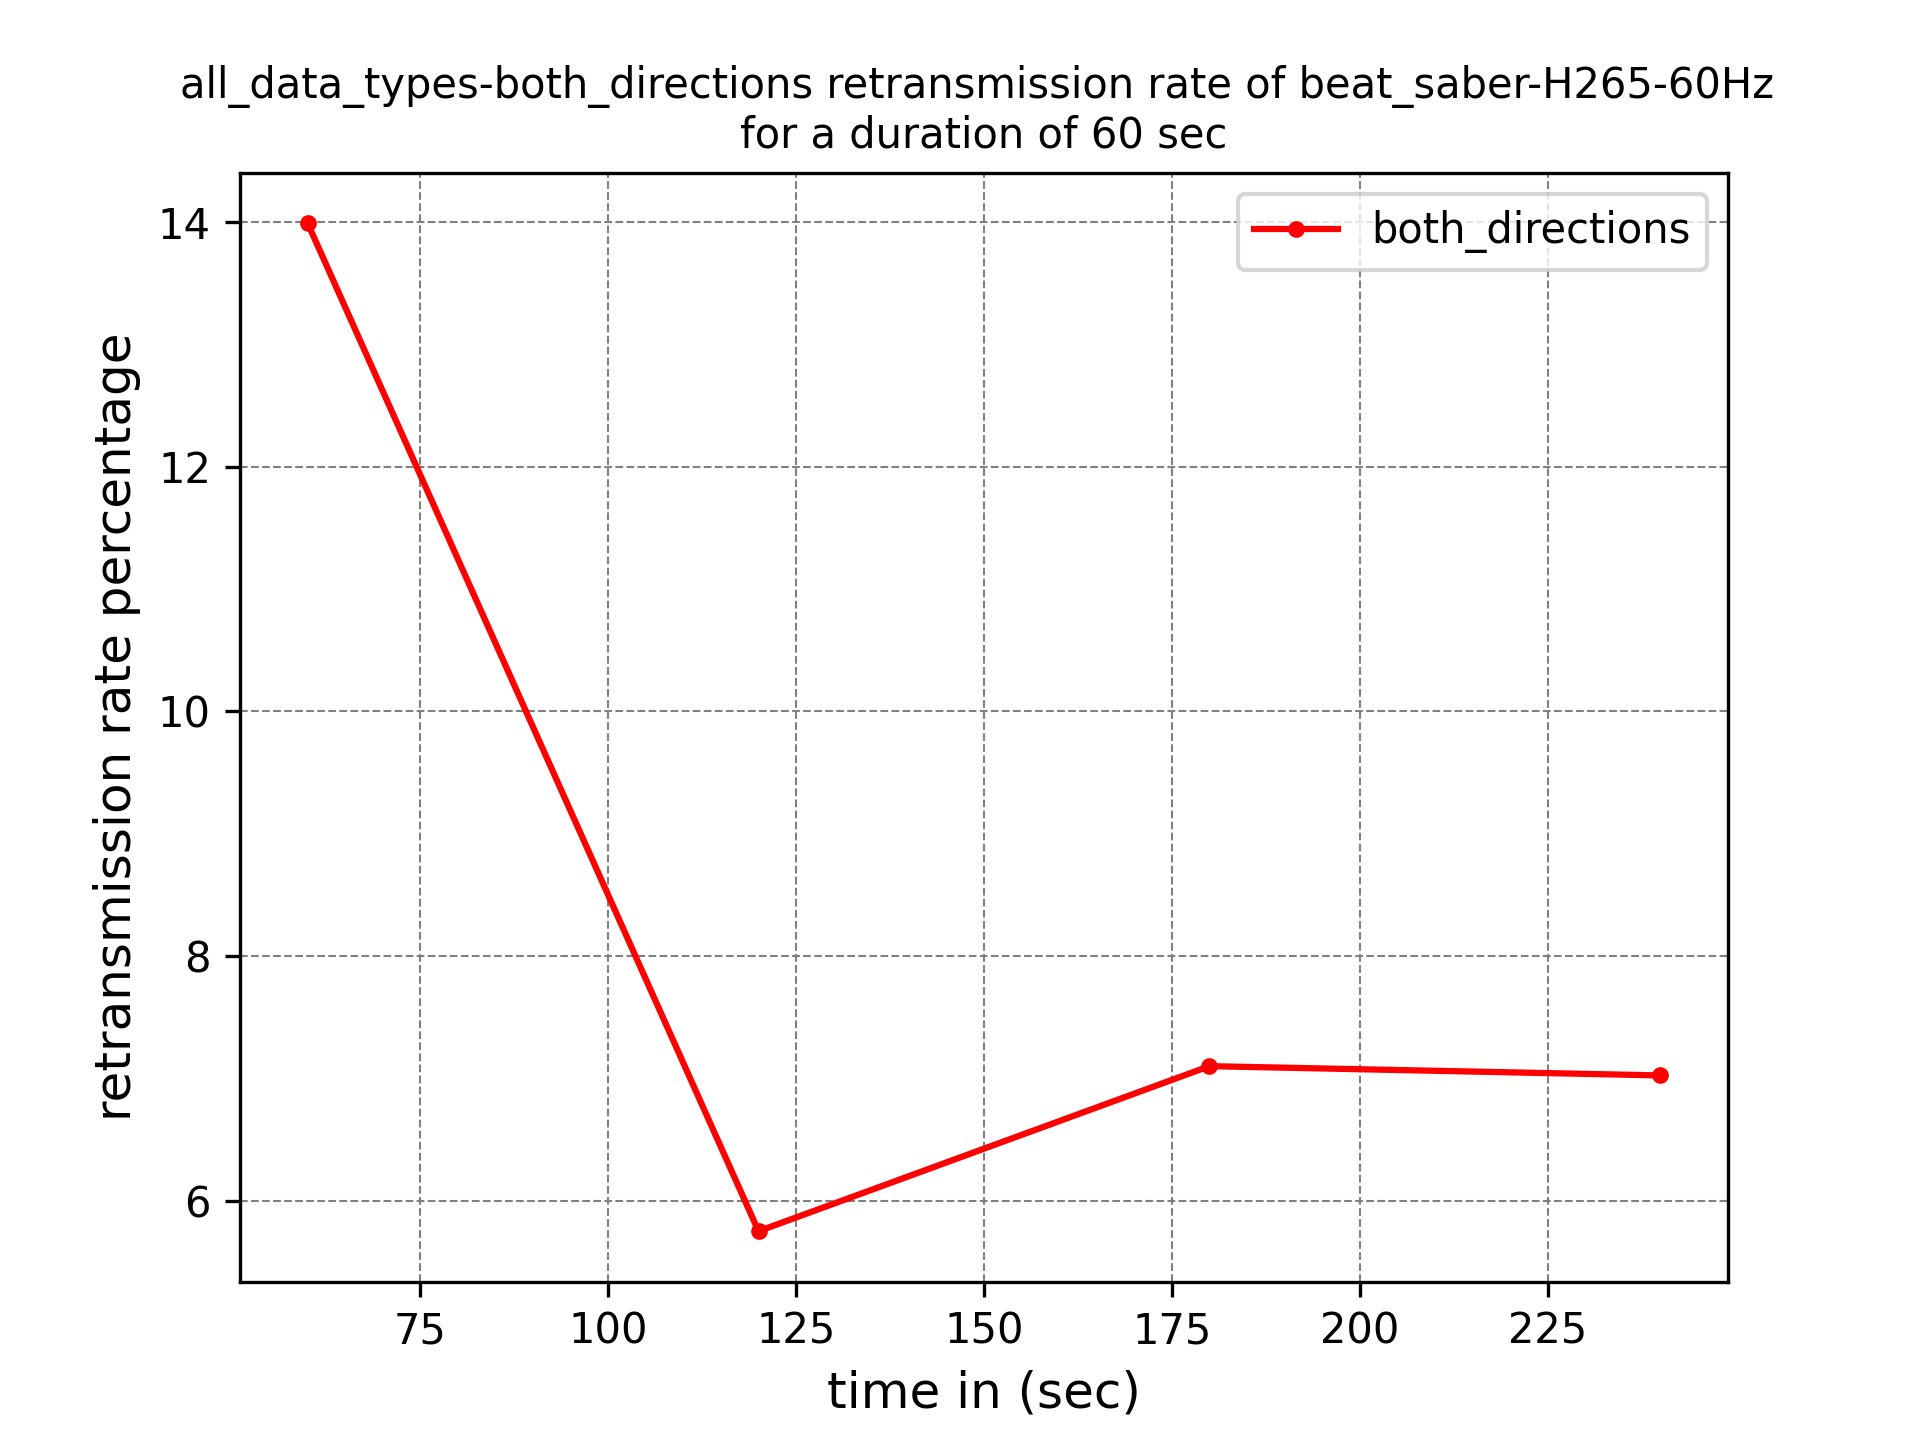 all_data_types-both_directions retransmission rate of beat_saber-H265-60Hz
for a duration of 60 sec
both_directions
retransmission rate percentage
14
12
10
8
6
75 100 125 150 175 200 225
time in (sec)